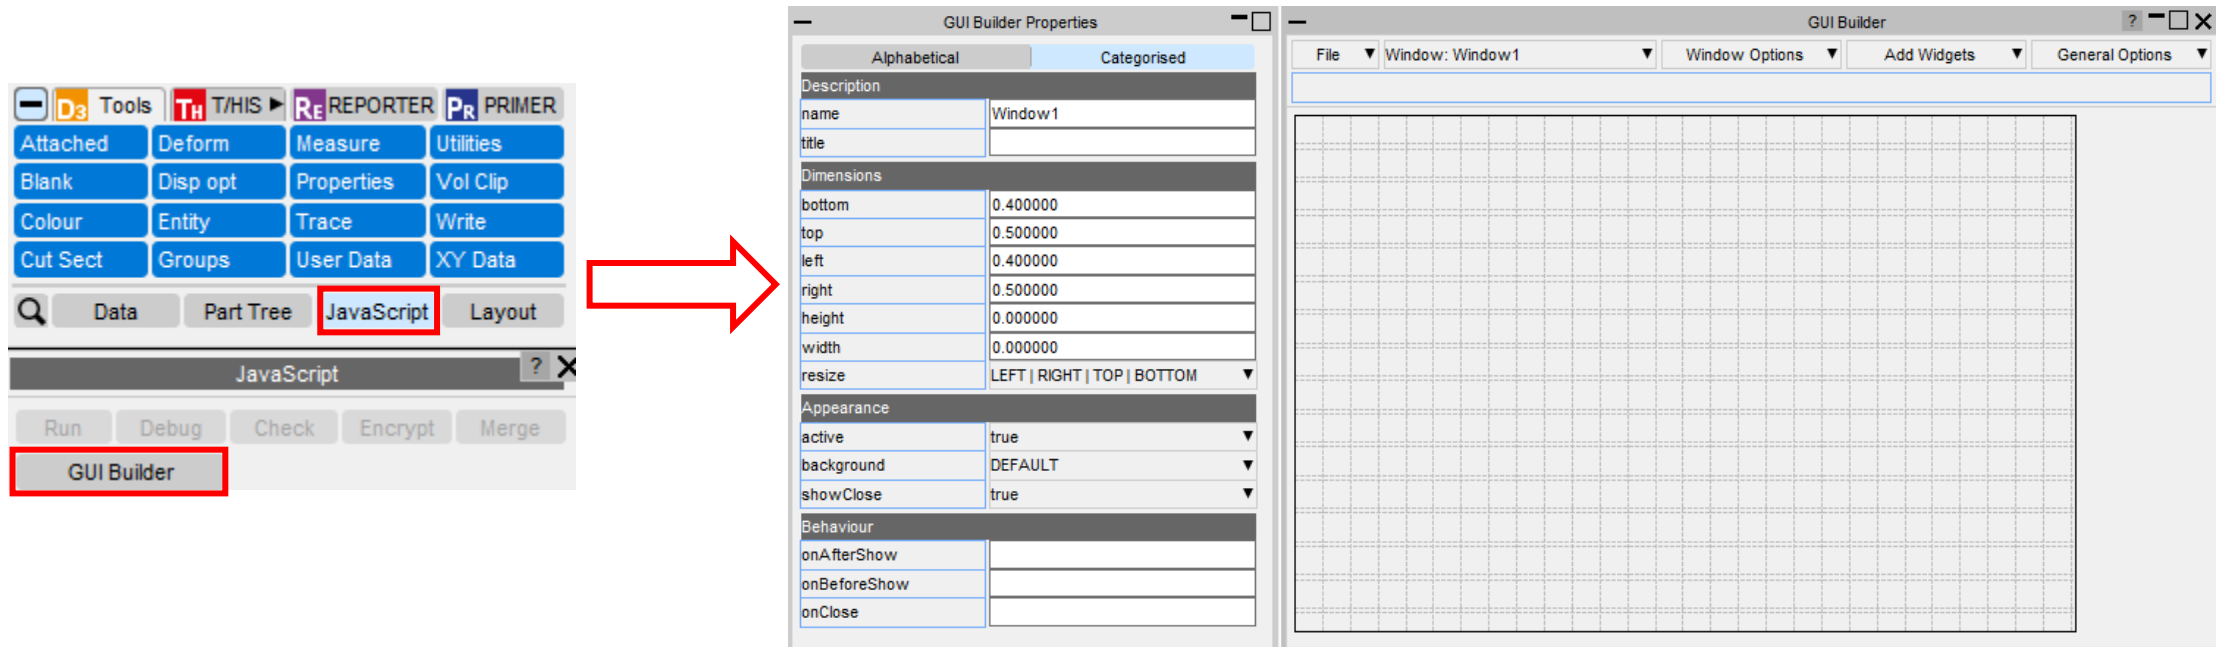 D3 Tools TH T/HIS RE REPORTER PR PRIMER
Attached Deform Measure Utilities
Blank Disp opt Properties Vol Clip
Colour Entity Trace Write
Cut Sect Groups User Data XY Data
Data Part Tree JavaScript Layout
JavaScript ?
Run Debug Check Encrypt Merge
GUI Builder
GUI Builder Properties
Alphabetical Categorised
Description
name Window1
title
Dimensions
bottom 0.400000
top 0.500000
left 0.400000
right 0.500000
height 0.000000
width 0.000000
resize LEFT | RIGHT | TOP | BOTTOM
Appearance
active true
background DEFAULT
showClose true
Behaviour
onAfterShow
onBeforeShow
onClose
GUI Builder ?
File Window: Window1 Window Options Add Widgets General Options